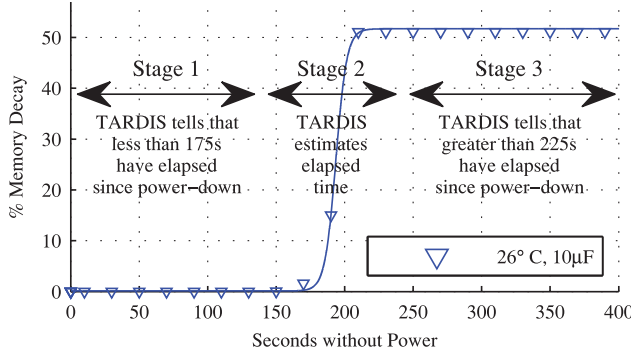 50
40
30
20
10
0
% Memory Decay
Stage 1
TARDIS tells that
less than 175s
have elapsed
since power−down
Stage 2
TARDIS
estimates
elapsed
time
Stage 3
TARDIS tells that
greater than 225s
have elapsed
since power−down
26° C, 10µF
0 50 100 150 200 250 300 350 400
Seconds without Power